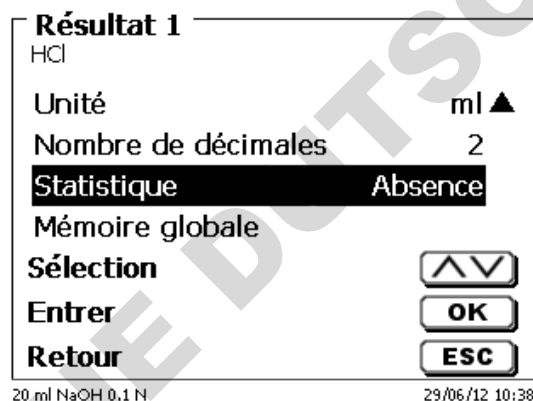 Résultat 1
HCl
Unité ml ▲
Nombre de décimales 2
Statistique Absence
Mémoire globale
Sélection
Entrer OK
Retour ESC
20 ml NaOH 0.1 N 29/06/12 10:38